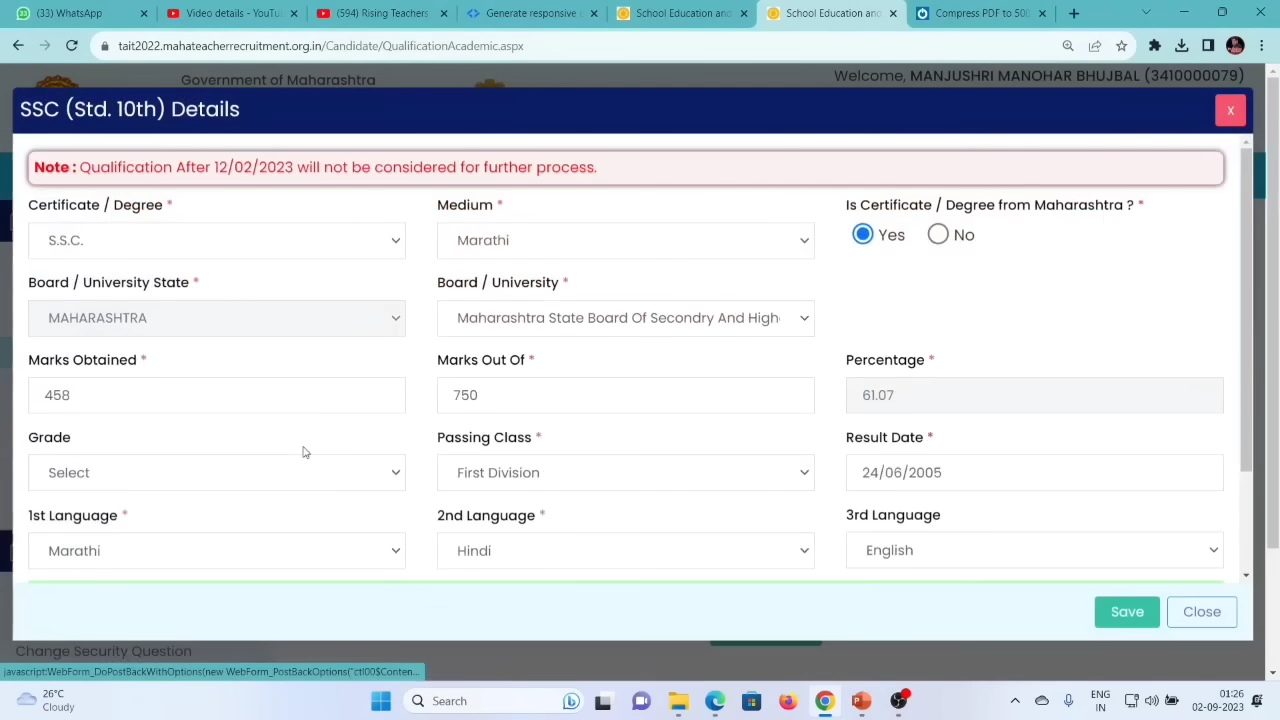 33) WhatsApp
Video details - YouTu
(594) Rising Teachers
Generate responsive
School Education and
School Education and
Compress PDF to 50
tait2022.mahateacherrecruitment.org.in/Candidate/QualificationAcademic.aspx
Government of Maharashtra
Welcome, MANJUSHRI MANOHAR BHUJBAL (3410000079)
SSC (Std. 10th) Details
X
Note : Qualification After 12/02/2023 will not be considered for further process.
Certificate / Degree *
Medium *
Is Certificate / Degree from Maharashtra ? *
S.S.C.
Marathi
Yes
No
Board / University State *
Board / University *
MAHARASHTRA
Maharashtra State Board Of Secondry And High
Marks Obtained *
Marks Out Of *
Percentage *
458
750
61.07
Grade
Passing Class *
Result Date *
Select
First Division
24/06/2005
1st Language *
2nd Language *
3rd Language
Marathi
Hindi
English
Save
Close
Change Security Question
javascript:WebForm_DoPostBackWithOptions(new WebForm_PostBackOptions("ctl00$Conten...
26°C
Cloudy
Search
ENG
IN
01:26
02-09-2023